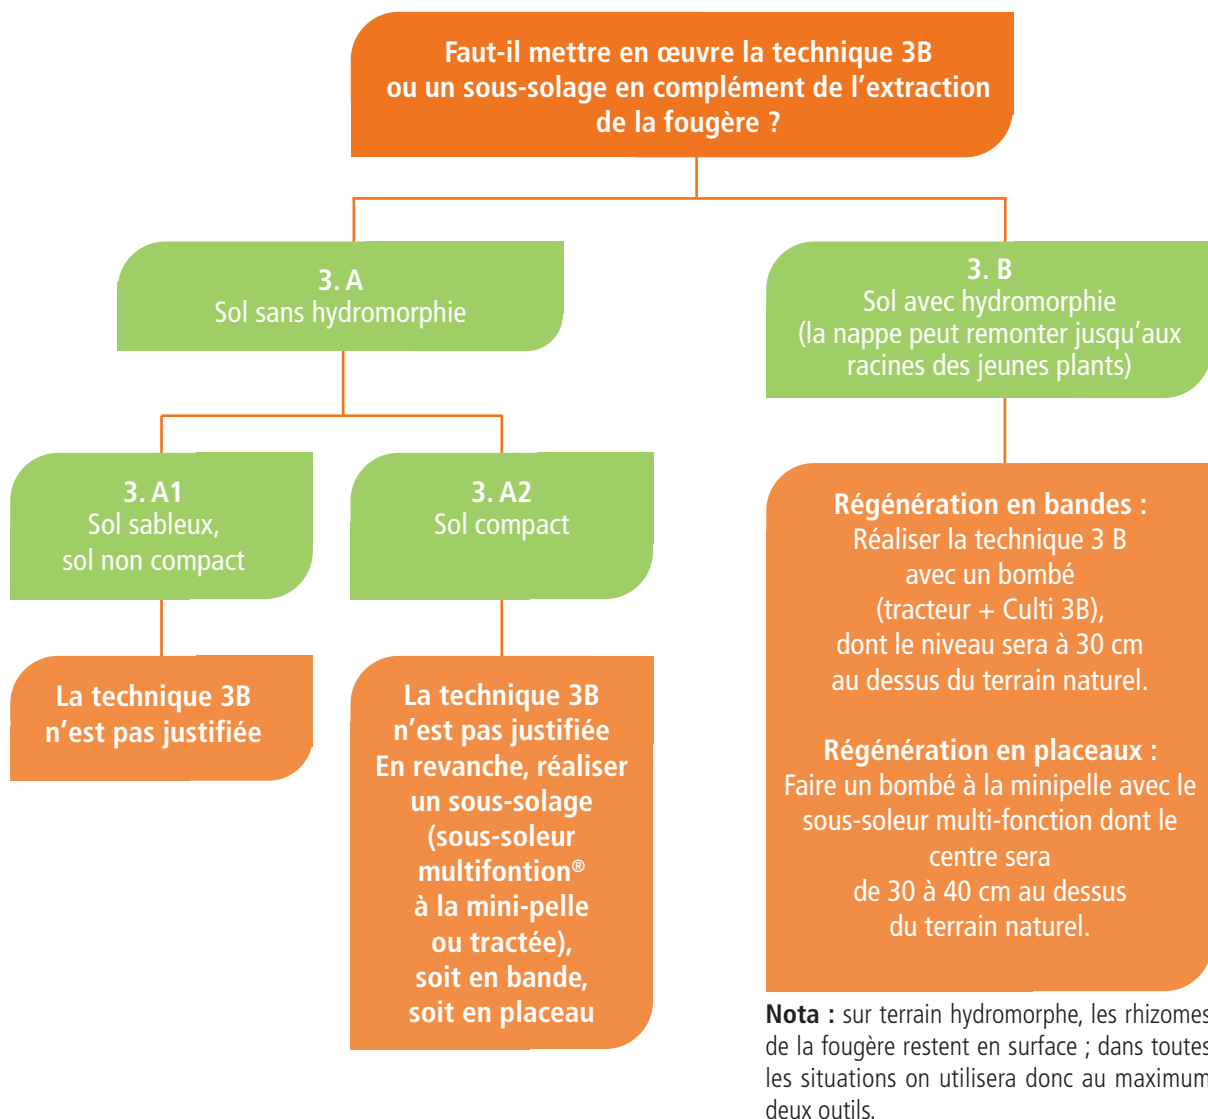 Faut-il mettre en œuvre la technique 3B
ou un sous-solage en complément de l'extraction
de la fougère ?
3. A
Sol sans hydromorphie
3. B
Sol avec hydromorphie
(la nappe peut remonter jusqu'aux
racines des jeunes plants)
3. A1
Sol sableux,
sol non compact
3. A2
Sol compact
La technique 3B
n'est pas justifiée
La technique 3B
n'est pas justifiée
En revanche, réaliser
un sous-solage
(sous-soleur
multifontion®
à la mini-pelle
ou tractée),
soit en bande,
soit en placeau
Régénération en bandes :
Réaliser la technique 3 B
avec un bombé
(tracteur + Culti 3B),
dont le niveau sera à 30 cm
au dessus du terrain naturel.
Régénération en placeaux :
Faire un bombé à la minipelle avec le
sous-soleur multi-fonction dont le
centre sera
de 30 à 40 cm au dessus
du terrain naturel.
Nota : sur terrain hydromorphe, les rhizomes
de la fougère restent en surface ; dans toutes
les situations on utilisera donc au maximum
deux outils.